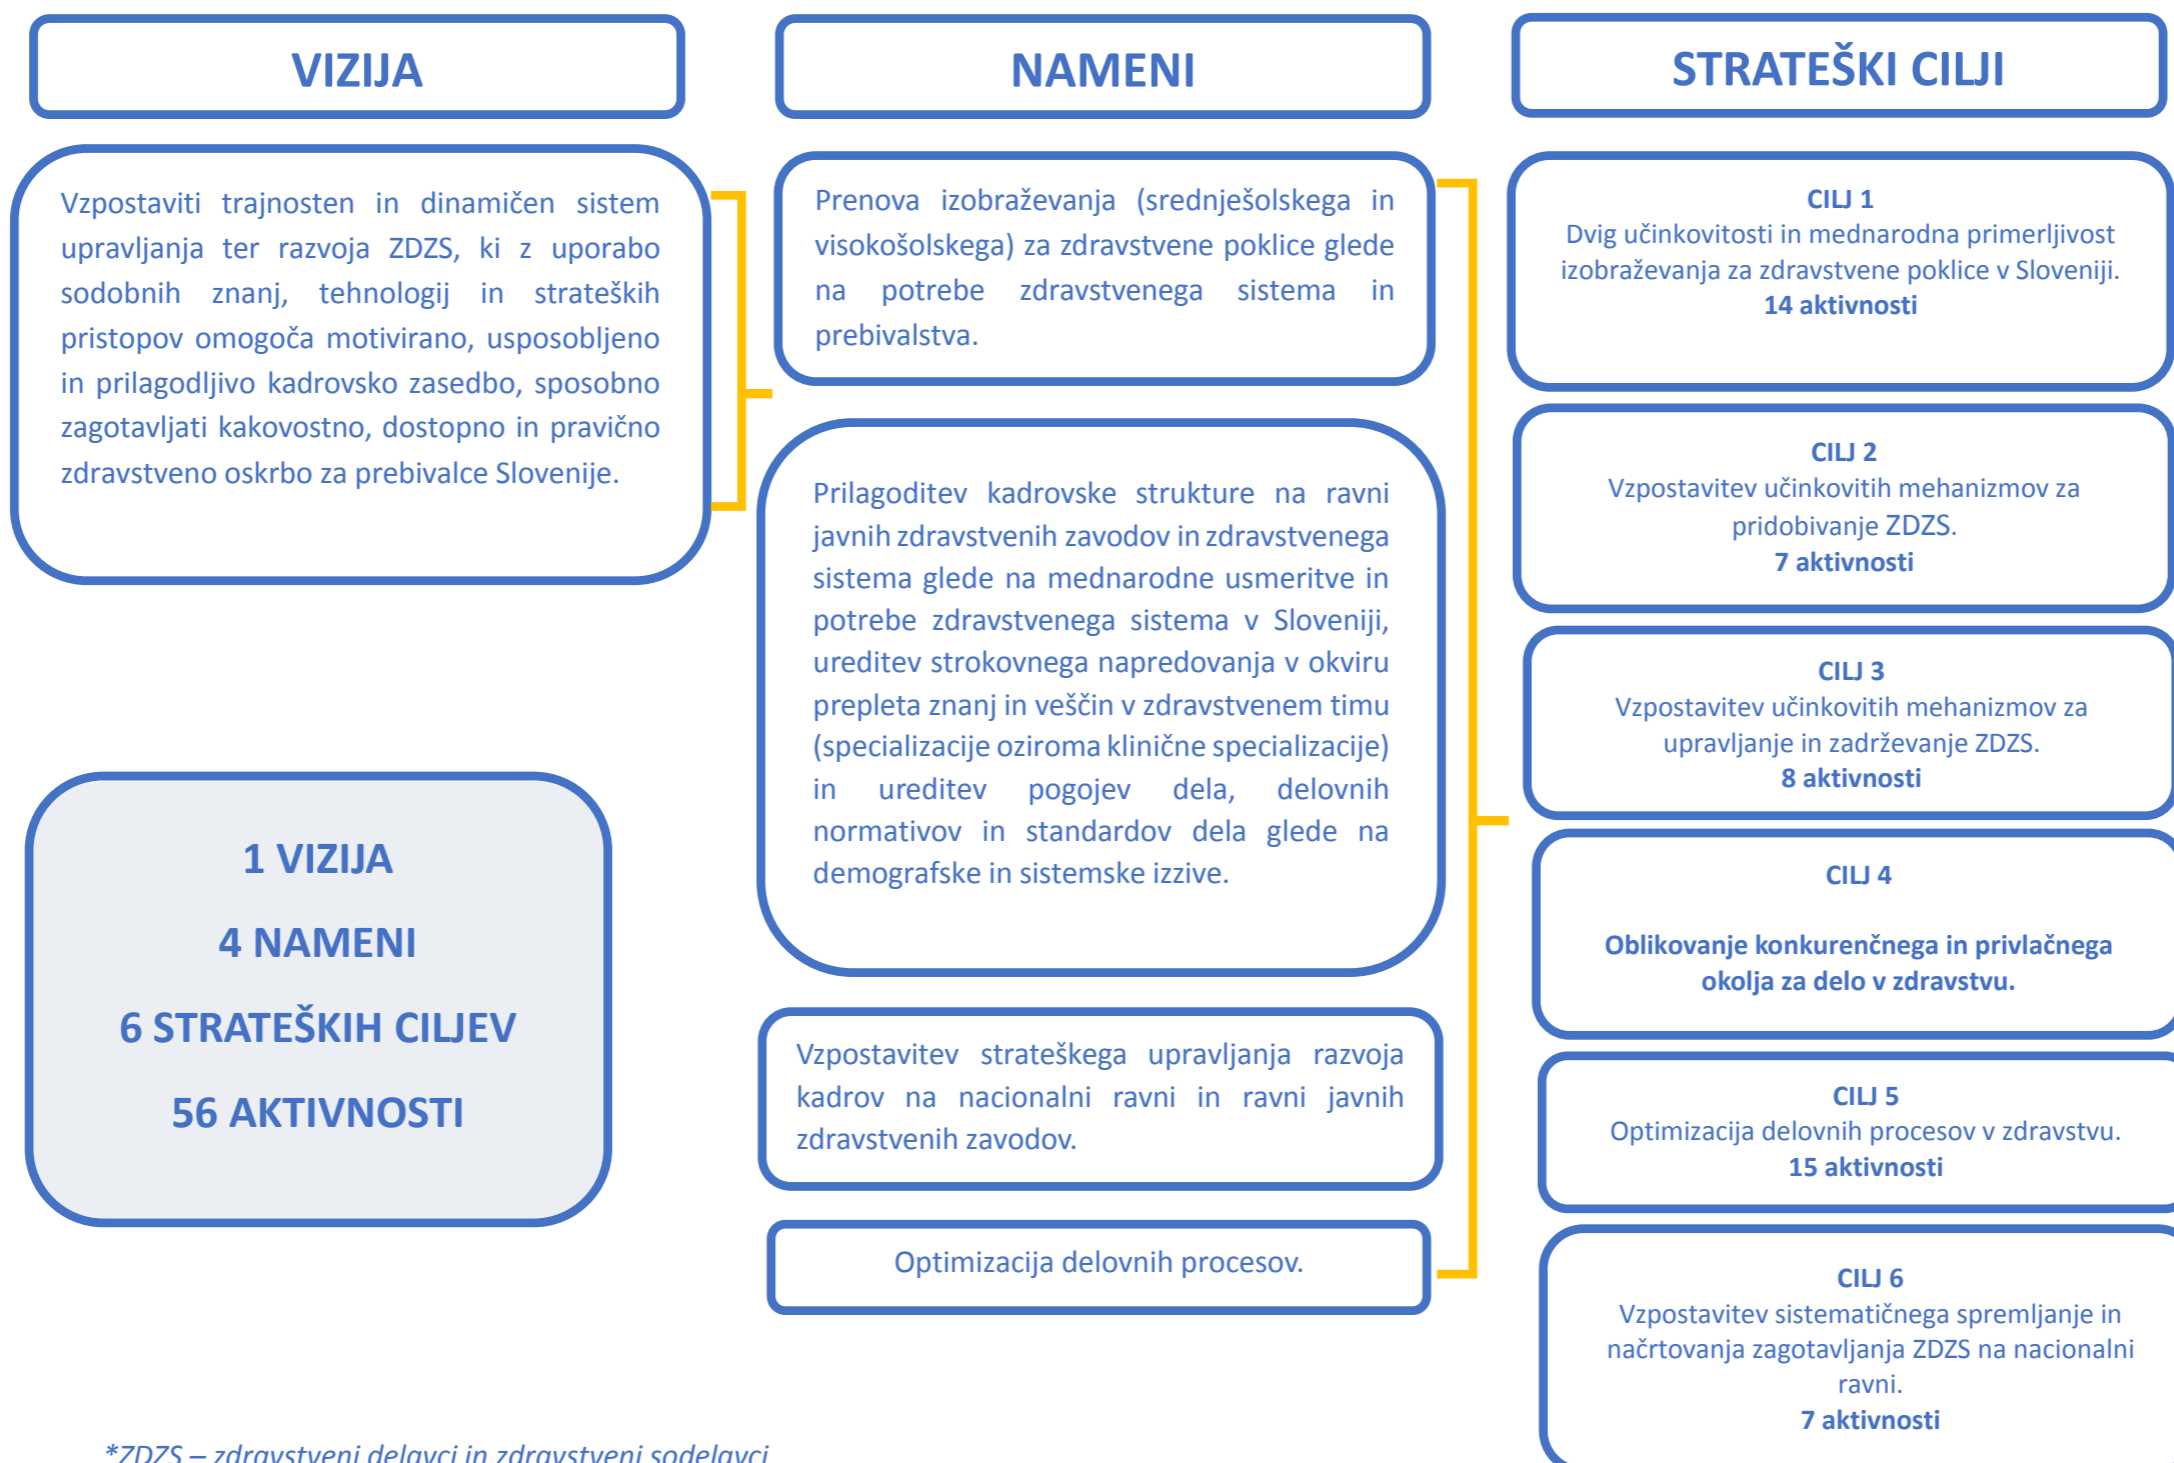 VIZIJA
Vzpostaviti trajnosten in dinamičen sistem
upravljanja ter razvoja ZDZS, ki z uporabo
sodobnih znanj, tehnologij in strateških
pristopov omogoča motivirano, usposobljeno
in prilagodljivo kadrovsko zasedbo, sposobno
zagotavljati kakovostno, dostopno in pravično
zdravstveno oskrbo za prebivalce Slovenije.
1 VIZIJA
4 NAMENI
6 STRATEŠKIH CILJEV
56 AKTIVNOSTI
NAMENI
Prenova izobraževanja (srednješolskega in
visokošolskega) za zdravstvene poklice glede
na potrebe zdravstvenega sistema in
prebivalstva.
Prilagoditev kadrovske strukture na ravni
javnih zdravstvenih zavodov in zdravstvenega
sistema glede na mednarodne usmeritve in
potrebe zdravstvenega sistema v Sloveniji,
ureditev strokovnega napredovanja v okviru
prepleta znanj in veščin v zdravstvenem timu
(specializacije oziroma klinične specializacije)
in ureditev pogojev dela, delovnih
normativov in standardov dela glede na
demografske in sistemske izzive.
Vzpostavitev strateškega upravljanja razvoja
kadrov na nacionalni ravni in ravni javnih
zdravstvenih zavodov.
Optimizacija delovnih procesov.
STRATEŠKI CILJI
CILJ 1
Dvig učinkovitosti in mednarodna primerljivost
izobraževanja za zdravstvene poklice v Sloveniji.
14 aktivnosti
CILJ 2
Vzpostavitev učinkovitih mehanizmov za
pridobivanje ZDZS.
7 aktivnosti
CILJ 3
Vzpostavitev učinkovitih mehanizmov za
upravljanje in zadrževanje ZDZS.
8 aktivnosti
CILJ 4
Oblikovanje konkurenčnega in privlačnega
okolja za delo v zdravstvu.
CILJ 5
Optimizacija delovnih procesov v zdravstvu.
15 aktivnosti
CILJ 6
Vzpostavitev sistematičnega spremljanje in
načrtovanja zagotavljanja ZDZS na nacionalni
ravni.
7 aktivnosti
*ZDZS – zdravstveni delavci in zdravstveni sodelavci